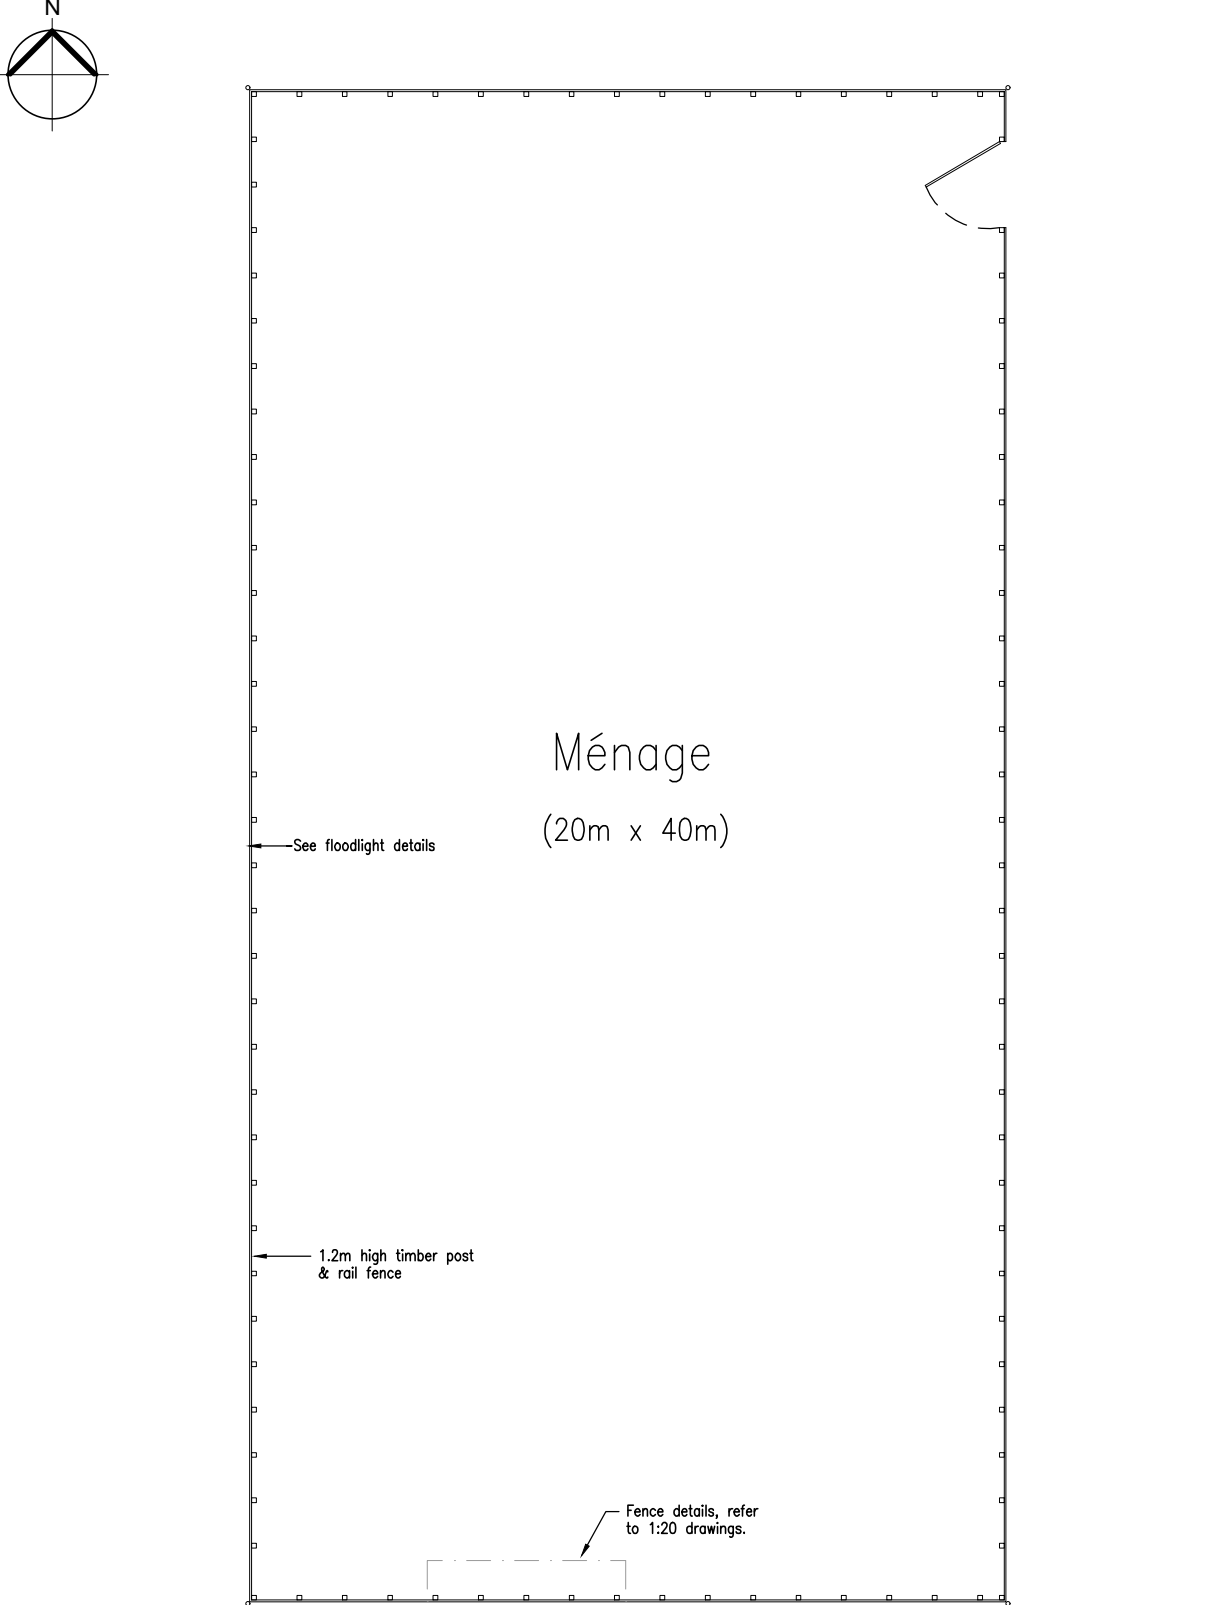 N
Ménage
(20m x 40m)
See floodlight details
1.2m high timber post
& rail fence
Fence details, refer
to 1:20 drawings.